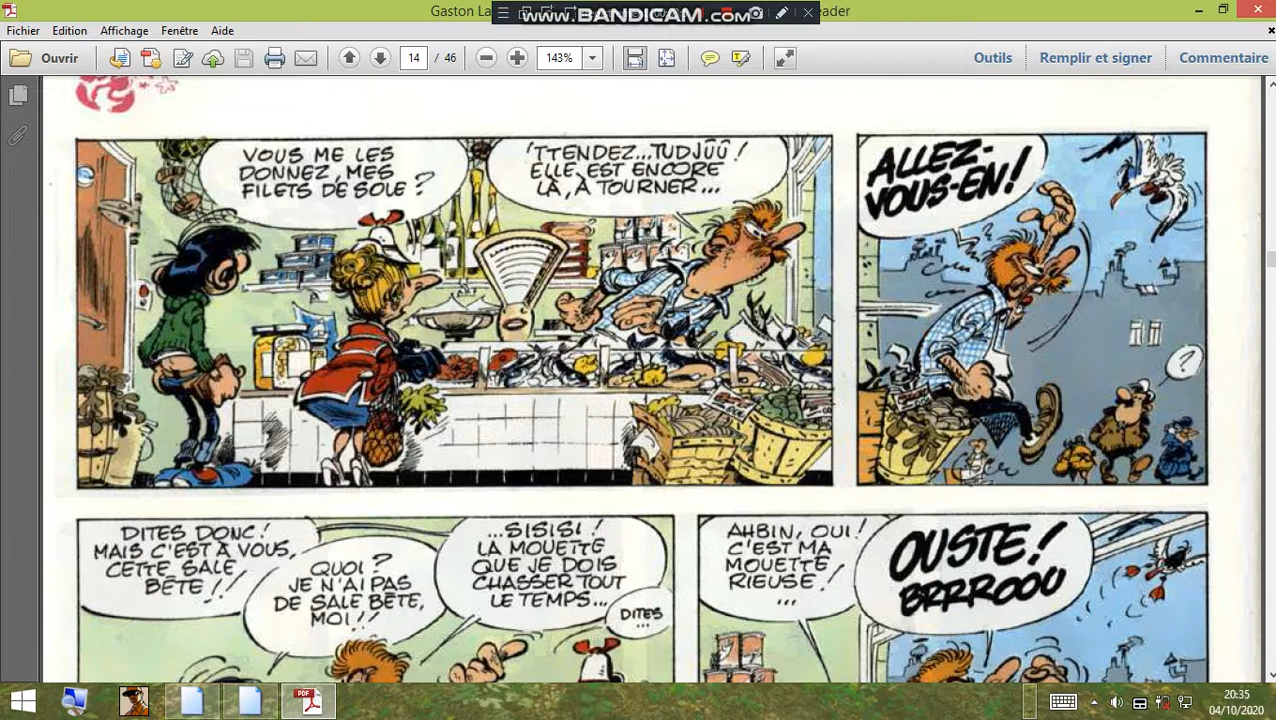 Gaston La
www.BANDICAM.com
ader
Fichier Edition Affichage Fenêtre Aide
Ouvrir
14 / 46
143%
Outils
Remplir et signer
Commentaire
VOUS ME LES
DONNEZ, MES
FILETS DE SOLE ?
'TTENDEZ...TUDJÛÛ !
ELLE EST ENCORE
LÀ, À TOURNER...
ALLEZ-
VOUS-EN!
?
DITES DONC!
MAIS C'EST À VOUS,
CETTE SALE
BÊTE !!
QUOI ?
JE N'AI PAS
DE SALE BÊTE,
MOI !!
...SISISI !
LA MOUETTE
QUE JE DOIS
CHASSER TOUT
LE TEMPS...
DITES
...
AHBIN, OUI !
C'EST MA
MOUETTE
RIEUSE !
...
OUSTE !
BRRROOU
20:35
04/10/2020